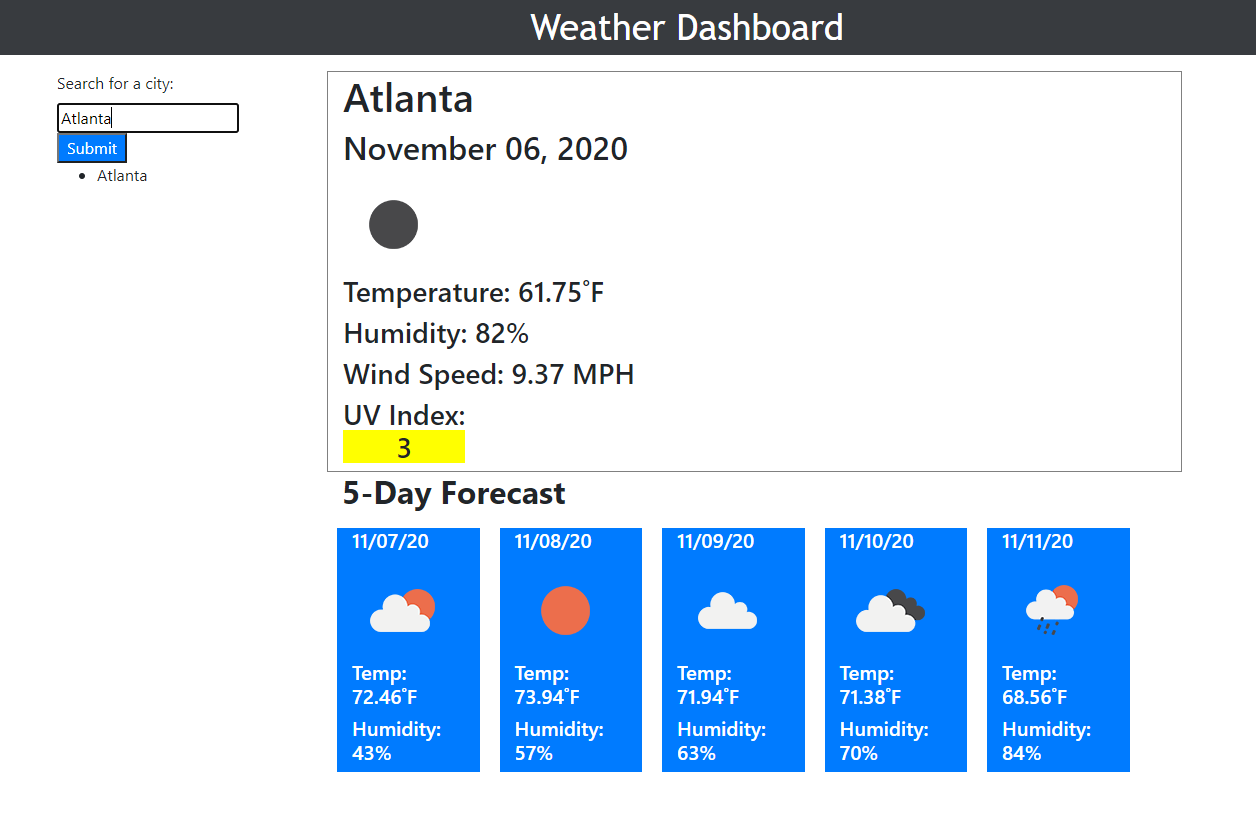 Weather Dashboard
Search for a city:
Atlanta
Submit
Atlanta
Atlanta
November 06, 2020
Temperature: 61.75°F
Humidity: 82%
Wind Speed: 9.37 MPH
UV Index:
3
5-Day Forecast
11/07/20
Temp:
72.46°F
Humidity:
43%
11/08/20
Temp:
73.94°F
Humidity:
57%
11/09/20
Temp:
71.94°F
Humidity:
63%
11/10/20
Temp:
71.38°F
Humidity:
70%
11/11/20
Temp:
68.56°F
Humidity:
84%